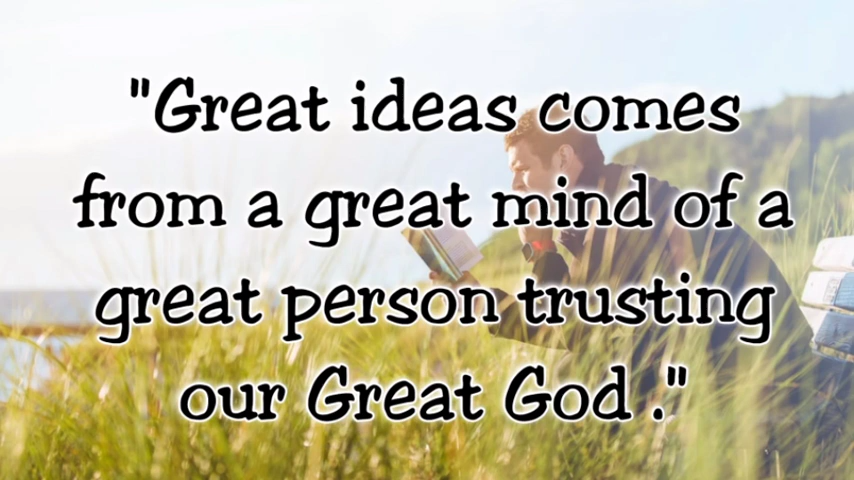 "Great ideas comes
from a great mind of a
great person trusting
our Great God ."